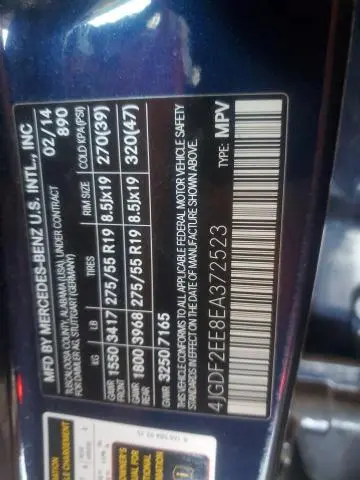 MFD BY MERCEDES-BENZ U.S. INTL., INC
TUSCALOOSA COUNTY, ALABAMA (USA), UNDER CONTRACT 02/14
FOR DAIMLER AG, STUTTGART (GERMANY) 890
KG LB TIRES RIM SIZE COLD KPA(PSI)
GAWR FRONT 1550 3417 275/55 R19 8.5Jx19 270(39)
GAWR REAR 1800 3968 275/55 R19 8.5Jx19 320(47)
GVWR 3250 7165
THIS VEHICLE CONFORMS TO ALL APPLICABLE FEDERAL MOTOR VEHICLE SAFETY
STANDARDS IN EFFECT ON THE DATE OF MANUFACTURE SHOWN ABOVE.
4JGDF2EE8EA372523 TYPE: MPV